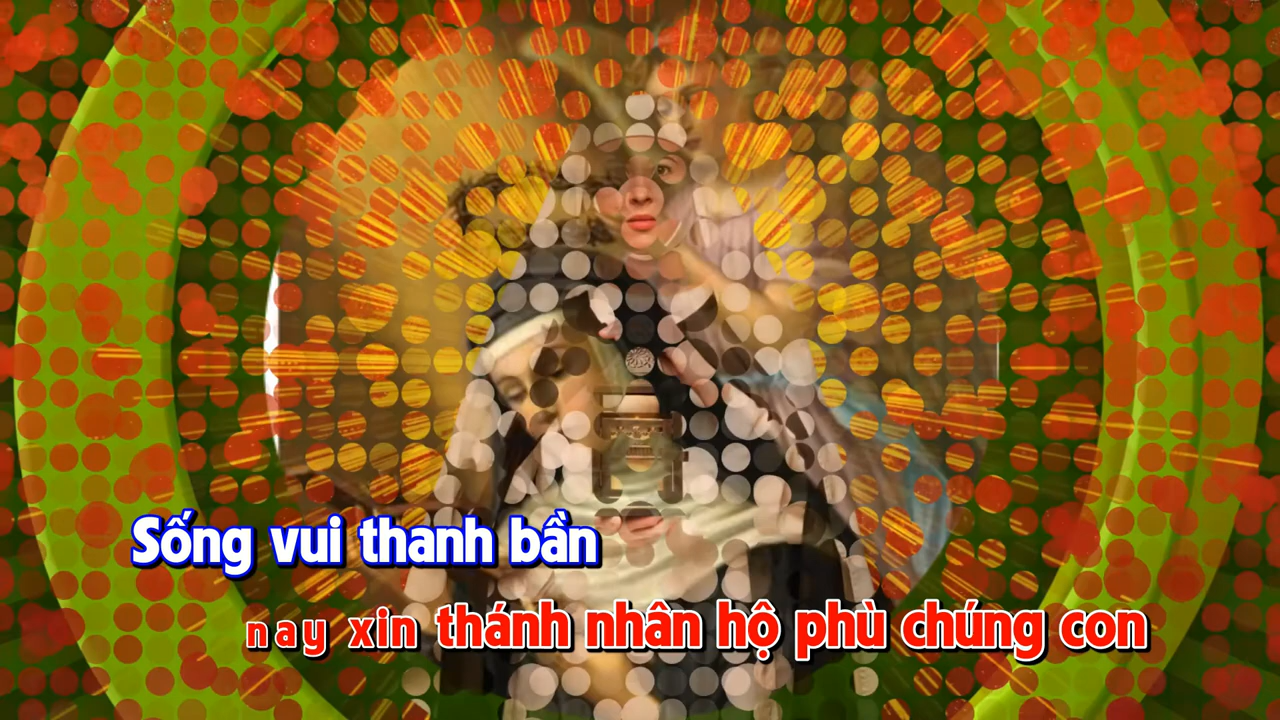 Sống vui thanh bần
nay xin thánh nhân hộ phù chúng con